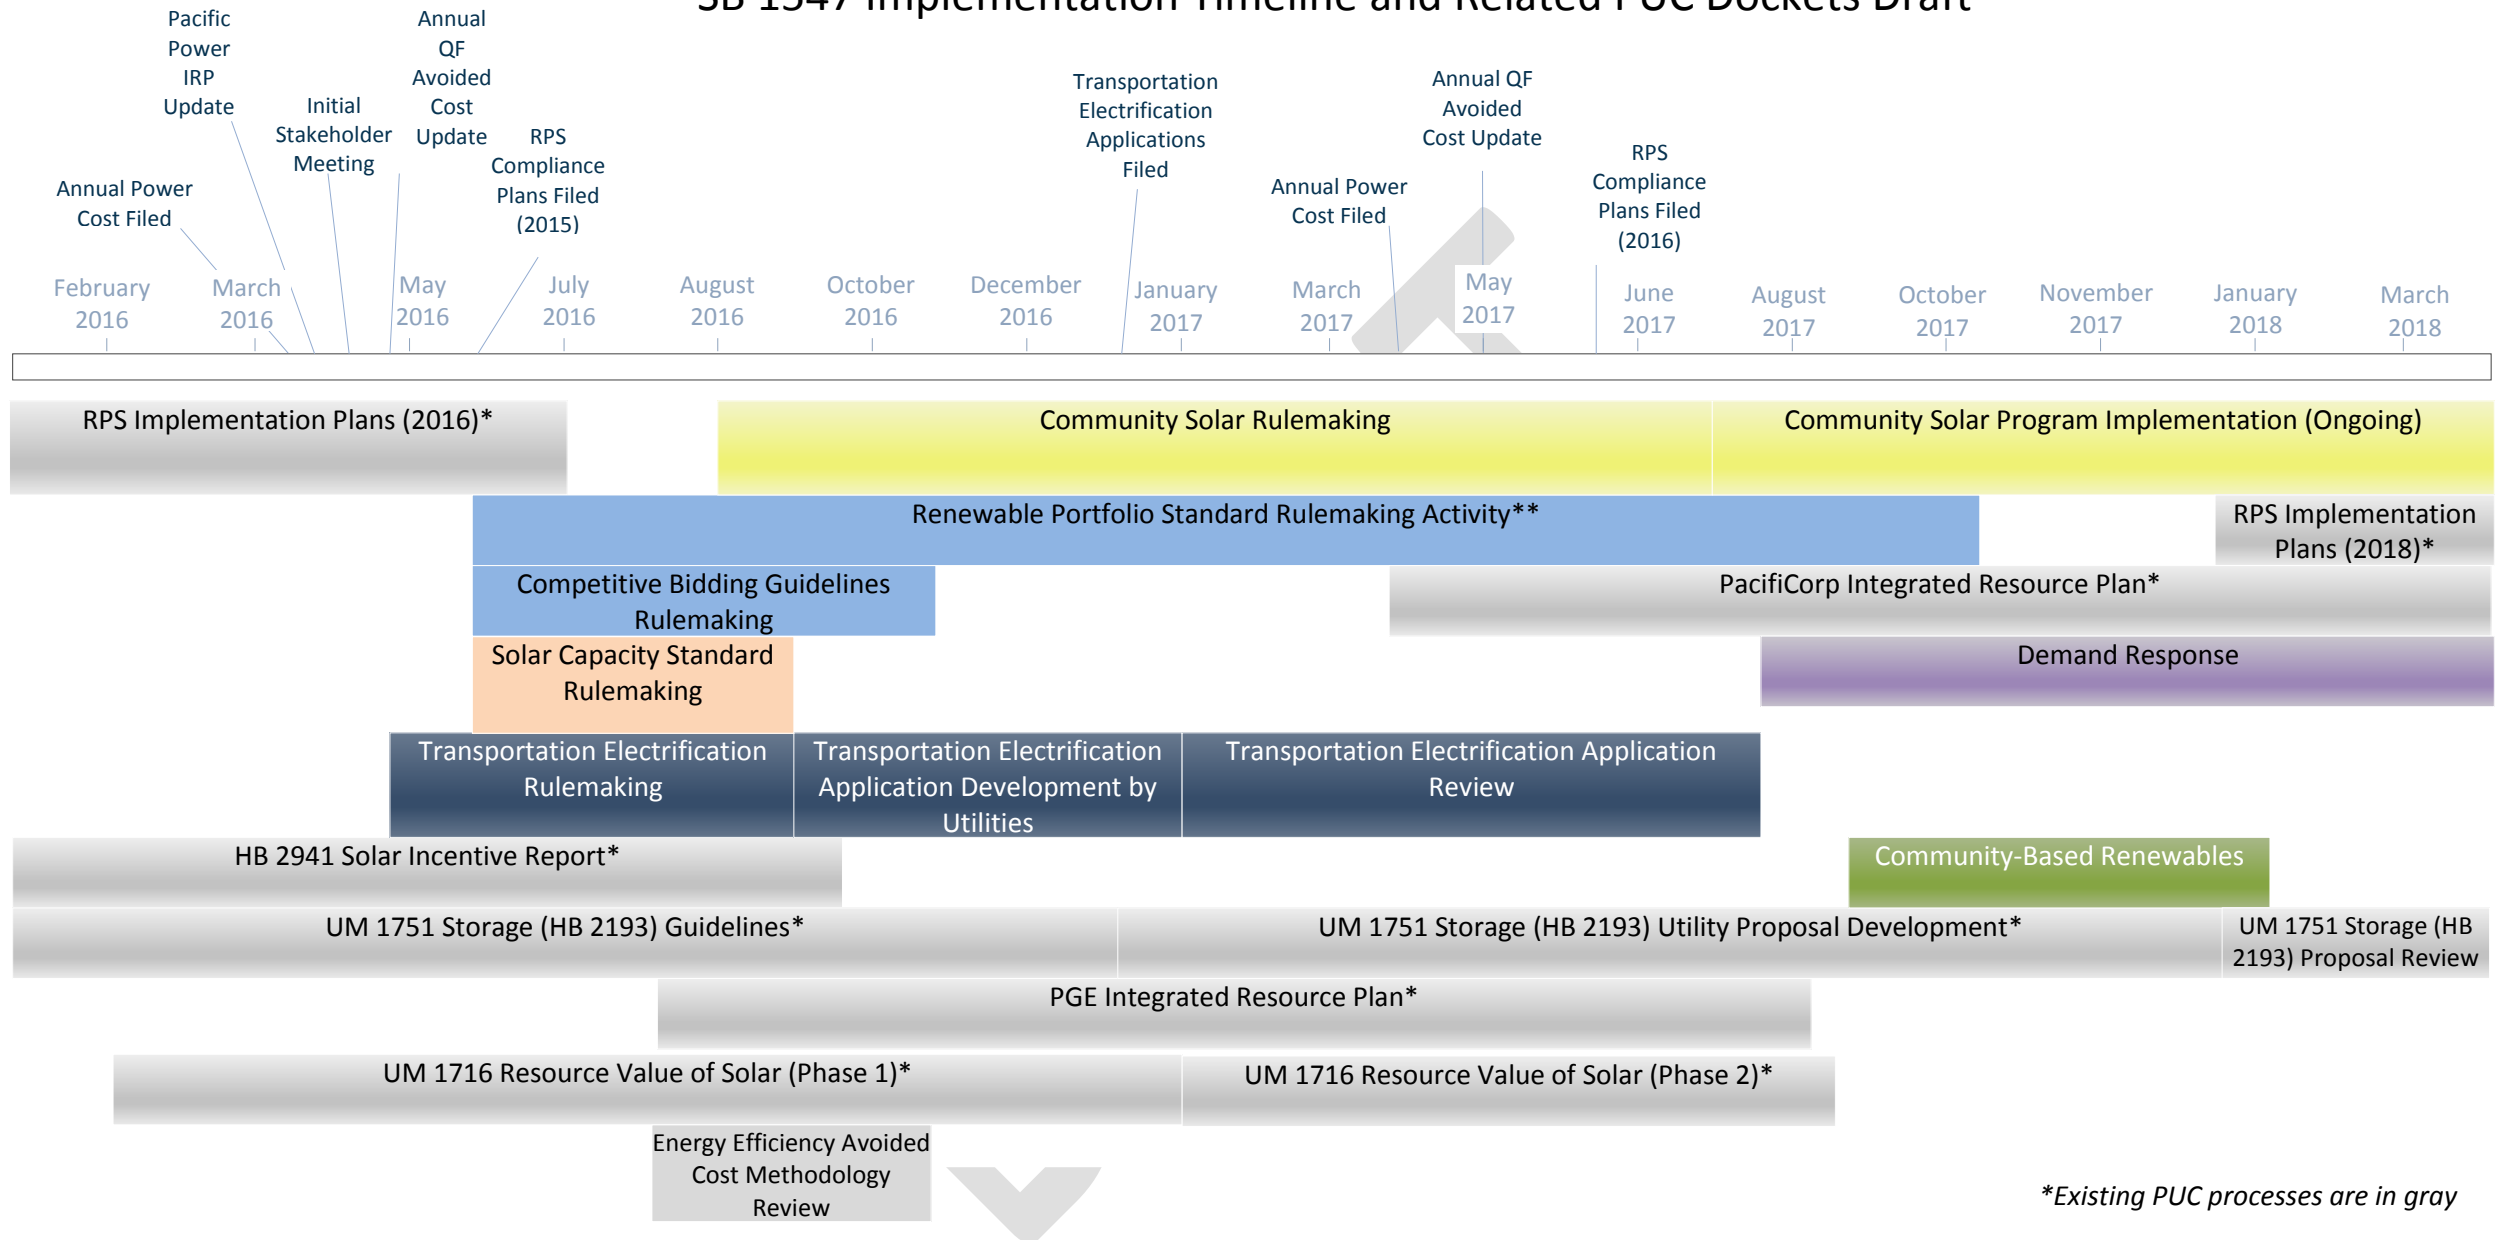 SB 1547 Implementation Timeline and Related PUC Dockets Draft
Pacific
Power
IRP
Update
Annual
QF
Avoided
Cost
Update
Initial
Stakeholder
Meeting
RPS
Compliance
Plans Filed
(2015)
Annual Power
Cost Filed
Transportation
Electrification
Applications
Filed
Annual QF
Avoided
Cost Update
Annual Power
Cost Filed
RPS
Compliance
Plans Filed
(2016)
February
2016
March
2016
May
2016
July
2016
August
2016
October
2016
December
2016
January
2017
March
2017
May
2017
June
2017
August
2017
October
2017
November
2017
January
2018
March
2018
RPS Implementation Plans (2016)*
Community Solar Rulemaking
Community Solar Program Implementation (Ongoing)
Renewable Portfolio Standard Rulemaking Activity**
RPS Implementation
Plans (2018)*
Competitive Bidding Guidelines
Rulemaking
PacifiCorp Integrated Resource Plan*
Solar Capacity Standard
Rulemaking
Demand Response
Transportation Electrification
Rulemaking
Transportation Electrification
Application Development by
Utilities
Transportation Electrification Application
Review
HB 2941 Solar Incentive Report*
Community-Based Renewables
UM 1751 Storage (HB 2193) Guidelines*
UM 1751 Storage (HB 2193) Utility Proposal Development*
UM 1751 Storage (HB
2193) Proposal Review
PGE Integrated Resource Plan*
UM 1716 Resource Value of Solar (Phase 1)*
UM 1716 Resource Value of Solar (Phase 2)*
Energy Efficiency Avoided
Cost Methodology
Review
*Existing PUC processes are in gray